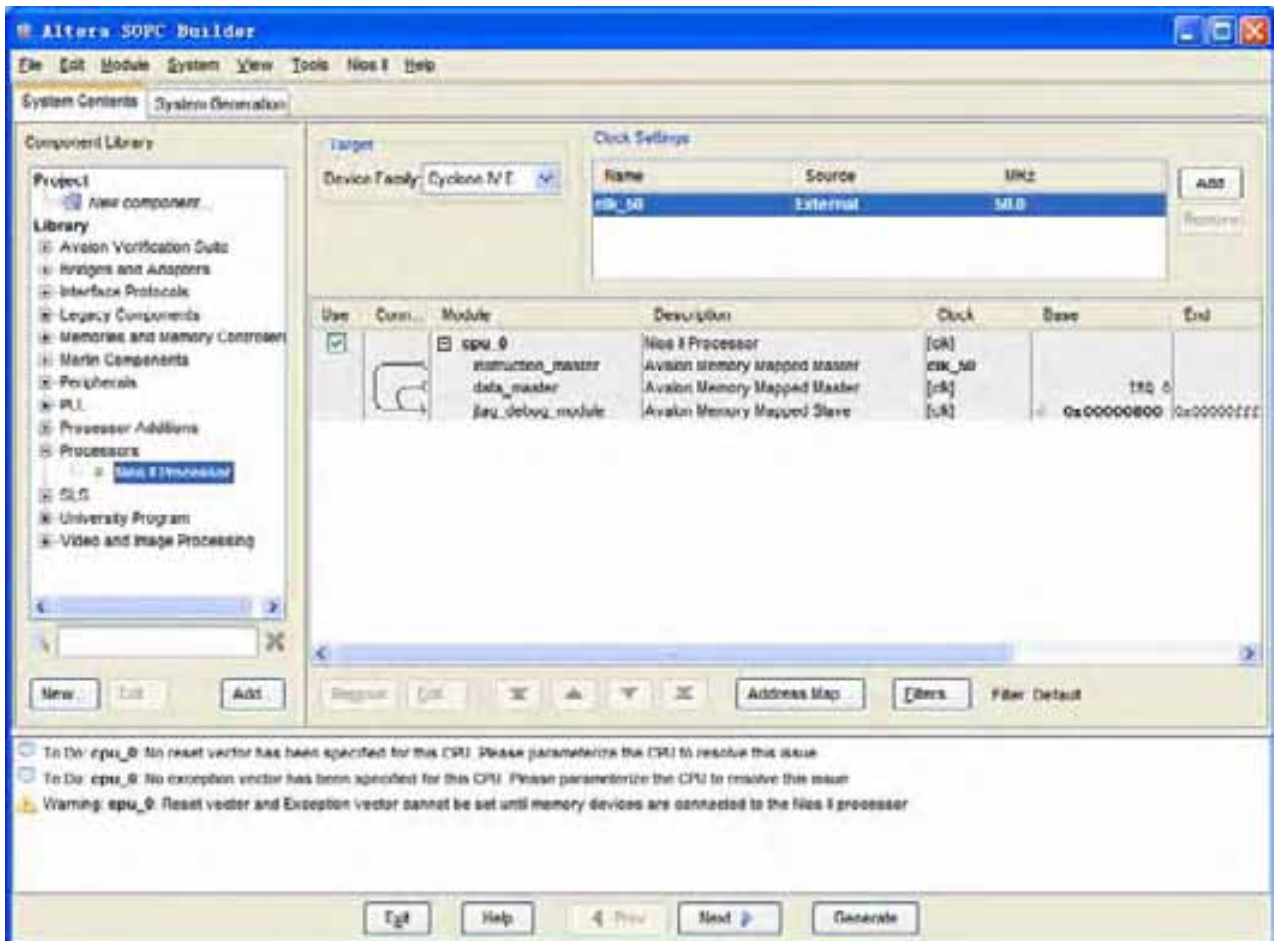 Altera SOPC Builder
File Edit Module System View Tools Nios II Help
System Contents System Generation
Component Library
Project
New component...
Library
Avalon Verification Suite
Bridges and Adapters
Interface Protocols
Legacy Components
Memories and Memory Controllers
Merlin Components
Peripherals
PLL
Processor Additions
Processors
Nios II Processor
SLS
University Program
Video and Image Processing
New... Edit... Add...
Target
Device Family: Cyclone IV E
Clock Settings
Name Source MHz
clk_50 External 50.0
Add
Remove
Use Conn... Module Description Clock Base End
cpu_0 Nios II Processor [clk]
instruction_master Avalon Memory Mapped Master clk_50
data_master Avalon Memory Mapped Master [clk] IRQ 0
jtag_debug_module Avalon Memory Mapped Slave [clk] 0x00000800 0x00000fff
Remove Edit... Address Map... Filters... Filter: Default
To Do: cpu_0: No reset vector has been specified for this CPU. Please parameterize the CPU to resolve this issue
To Do: cpu_0: No exception vector has been specified for this CPU. Please parameterize the CPU to resolve this issue
Warning: cpu_0: Reset vector and Exception vector cannot be set until memory devices are connected to the Nios II processor
Exit Help Prev Next Generate